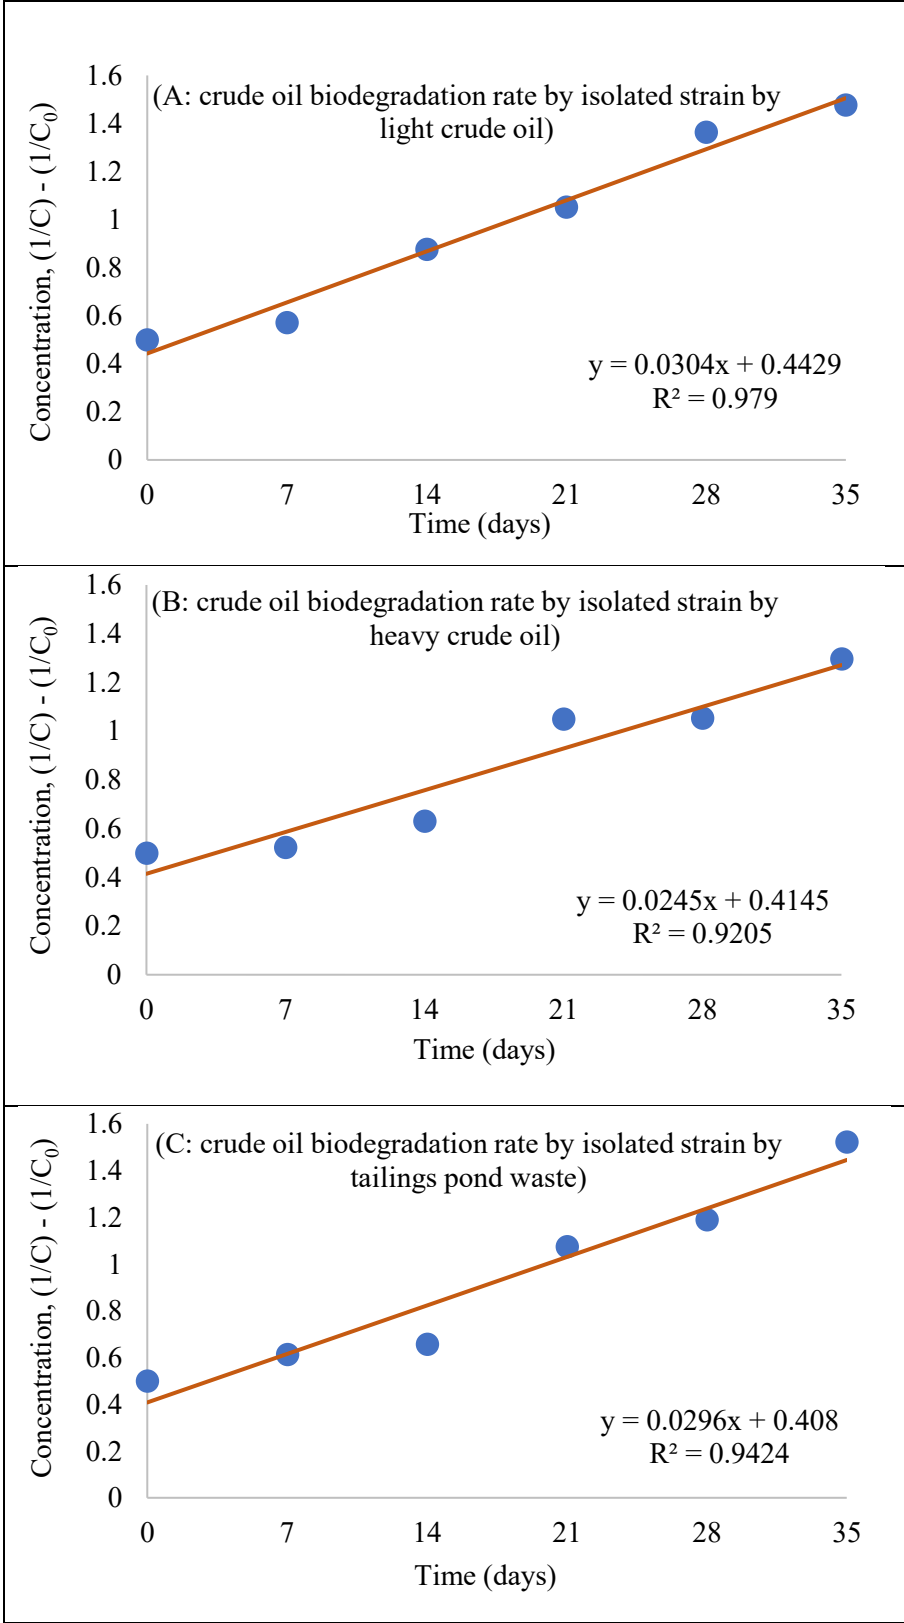 (A: crude oil biodegradation rate by isolated strain by
light crude oil)
Concentration, (1/C) - (1/C₀)
1.6
1.4
1.2
1
0.8
0.6
0.4
0.2
0
y = 0.0304x + 0.4429
R² = 0.979
0 7 14 21 28 35
Time (days)
(B: crude oil biodegradation rate by isolated strain by
heavy crude oil)
Concentration, (1/C) - (1/C₀)
1.6
1.4
1.2
1
0.8
0.6
0.4
0.2
0
y = 0.0245x + 0.4145
R² = 0.9205
0 7 14 21 28 35
Time (days)
(C: crude oil biodegradation rate by isolated strain by
tailings pond waste)
Concentration, (1/C) - (1/C₀)
1.6
1.4
1.2
1
0.8
0.6
0.4
0.2
0
y = 0.0296x + 0.408
R² = 0.9424
0 7 14 21 28 35
Time (days)